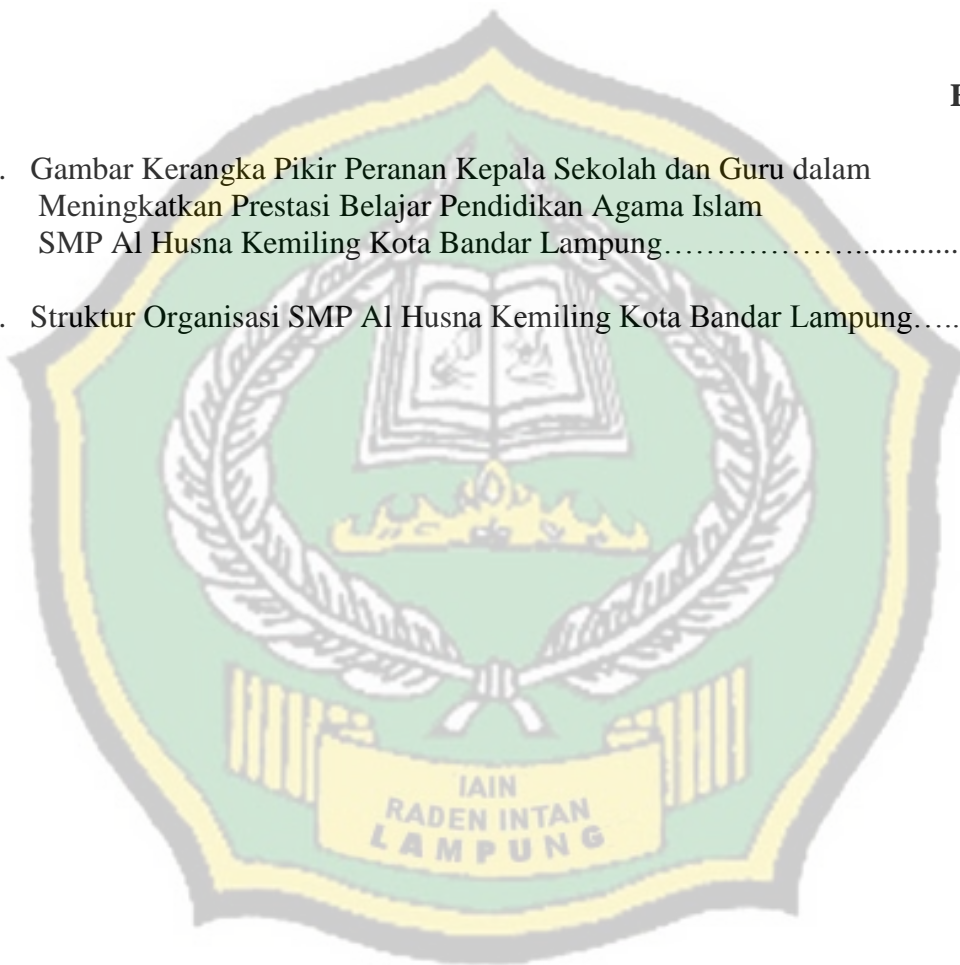 . Gambar Kerangka Pikir Peranan Kepala Sekolah dan Guru dalam
Meningkatkan Prestasi Belajar Pendidikan Agama Islam
SMP Al Husna Kemiling Kota Bandar Lampung…………………............
. Struktur Organisasi SMP Al Husna Kemiling Kota Bandar Lampung…..
IAIN
RADEN INTAN
LAMPUNG